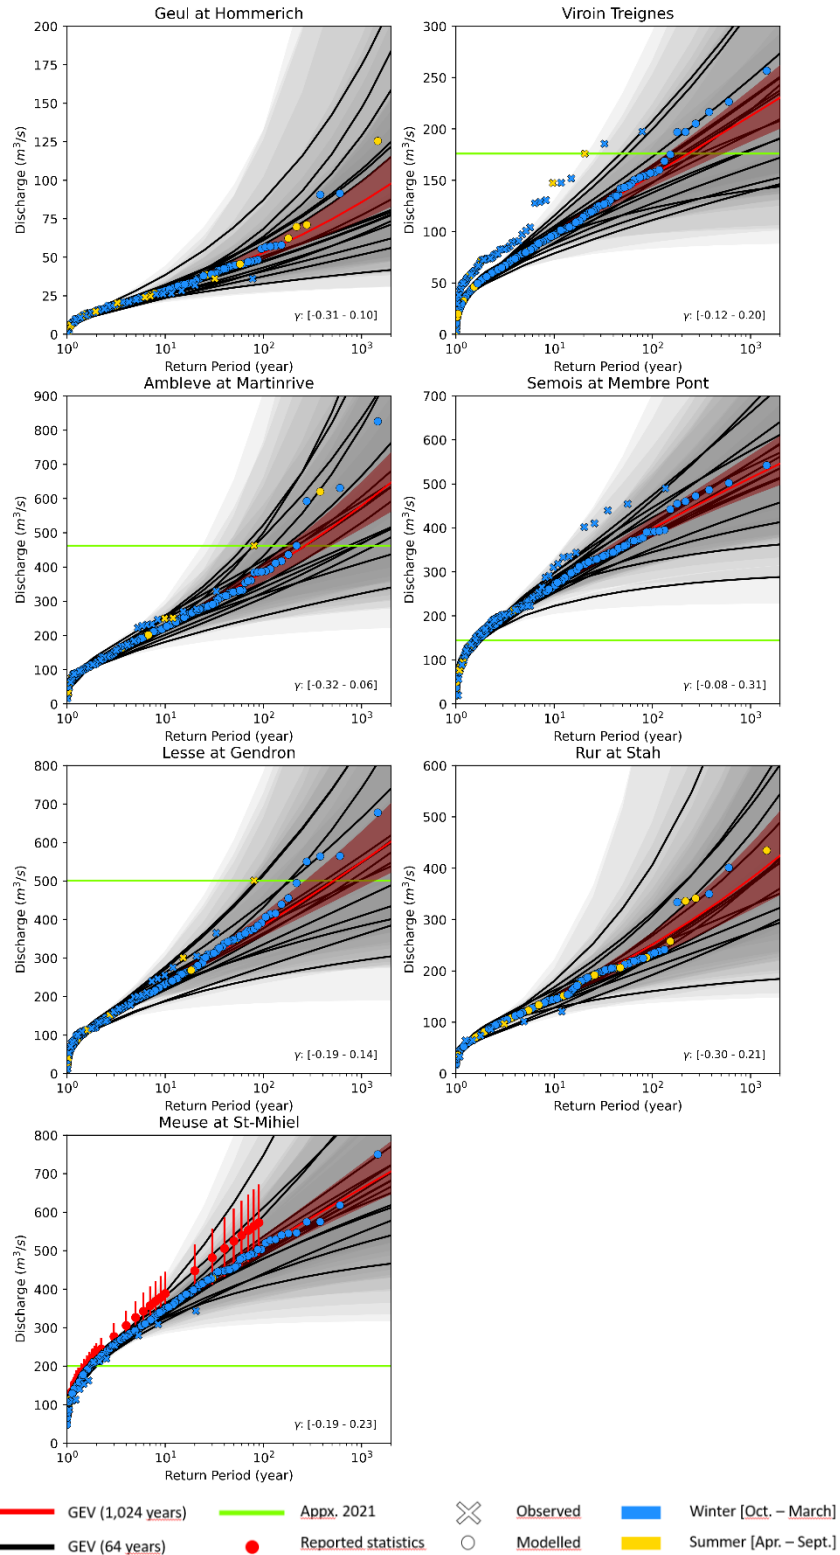 Geul at Hommerich
Viroin Treignes
200
175
150
125
100
75
50
25
0
Discharge (m³/s)
γ: [-0.31 - 0.10]
10⁰
10¹
10²
10³
Return Period (year)
300
250
200
150
100
50
0
Discharge (m³/s)
γ: [-0.12 - 0.20]
10⁰
10¹
10²
10³
Return Period (year)
Ambleve at Martinrive
Semois at Membre Pont
900
800
700
600
500
400
300
200
100
0
Discharge (m³/s)
γ: [-0.32 - 0.06]
10⁰
10¹
10²
10³
Return Period (year)
700
600
500
400
300
200
100
0
Discharge (m³/s)
γ: [-0.08 - 0.31]
10⁰
10¹
10²
10³
Return Period (year)
Lesse at Gendron
Rur at Stah
800
700
600
500
400
300
200
100
0
Discharge (m³/s)
γ: [-0.19 - 0.14]
10⁰
10¹
10²
10³
Return Period (year)
600
500
400
300
200
100
0
Discharge (m³/s)
γ: [-0.30 - 0.21]
10⁰
10¹
10²
10³
Return Period (year)
Meuse at St-Mihiel
800
700
600
500
400
300
200
100
0
Discharge (m³/s)
γ: [-0.19 - 0.23]
10⁰
10¹
10²
10³
Return Period (year)
GEV (1,024 years)
Appx. 2021
Observed
Winter [Oct. – March]
GEV (64 years)
Reported statistics
Modelled
Summer [Apr. – Sept.]